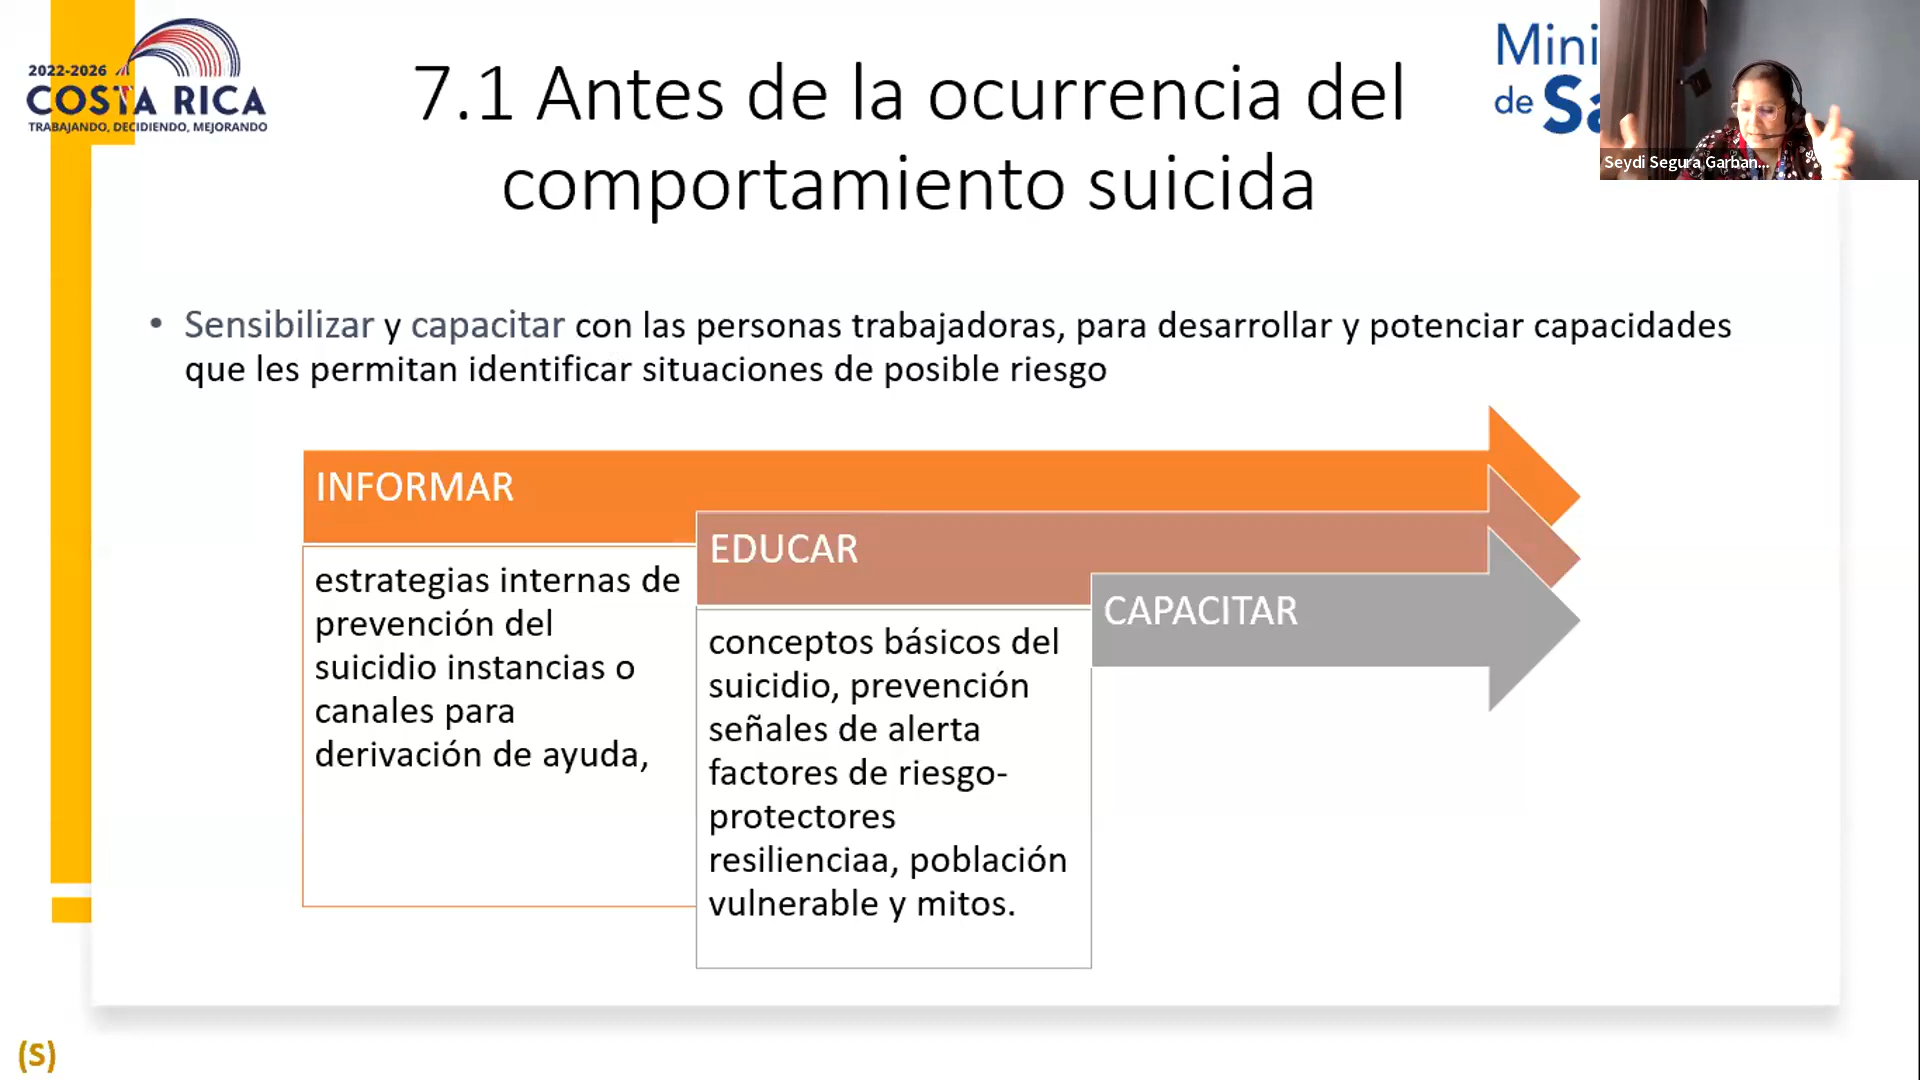 2022-2026
COSTA RICA
TRABAJANDO, DECIDIENDO, MEJORANDO
7.1 Antes de la ocurrencia del
comportamiento suicida
Mini
de Sa
Seydi Segura Garban...
• Sensibilizar y capacitar con las personas trabajadoras, para desarrollar y potenciar capacidades
que les permitan identificar situaciones de posible riesgo
INFORMAR
estrategias internas de
prevención del
suicidio instancias o
canales para
derivación de ayuda,
EDUCAR
conceptos básicos del
suicidio, prevención
señales de alerta
factores de riesgo-
protectores
resilienciaa, población
vulnerable y mitos.
CAPACITAR
(S)